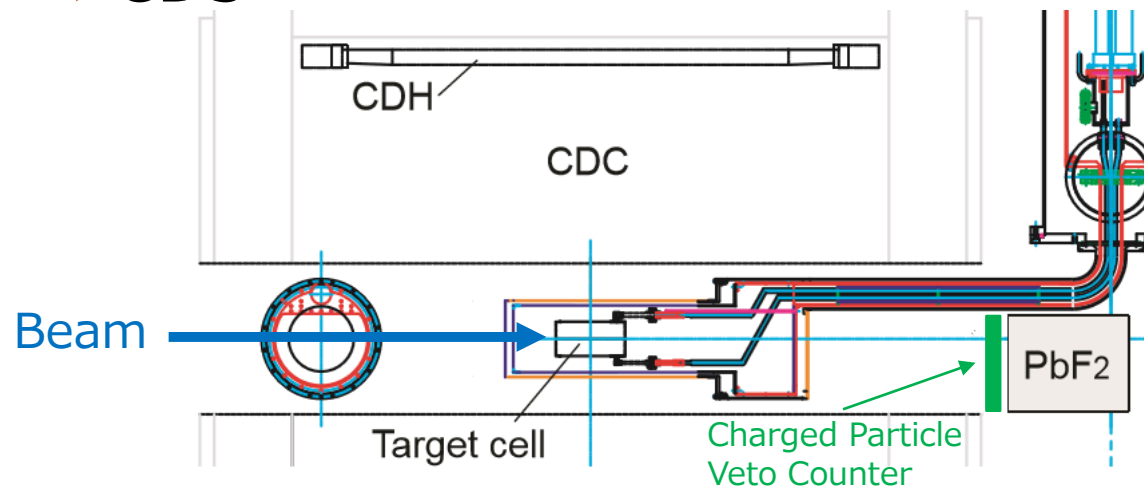 CDH
CDC
Beam
PbF2
Target cell
Charged Particle
Veto Counter